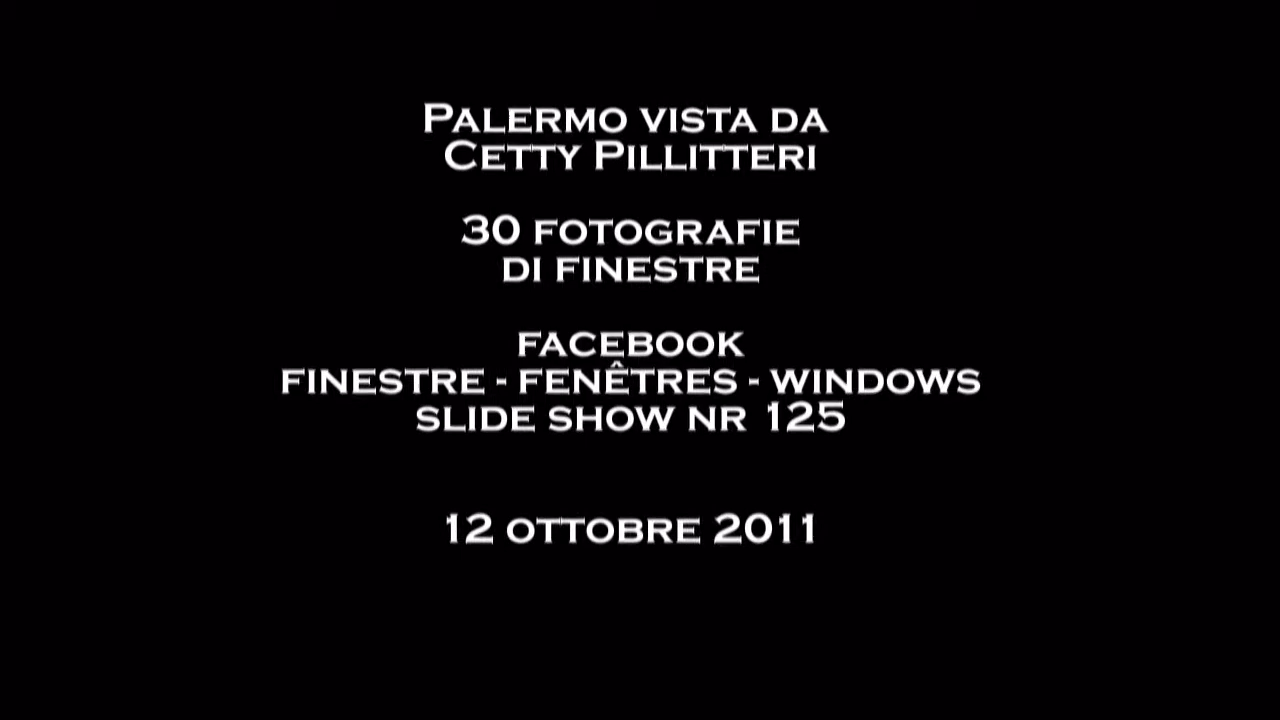 Palermo vista da
Cetty Pillitteri
30 fotografie
di finestre
facebook
finestre - fenêtres - windows
slide show nr 125
12 ottobre 2011